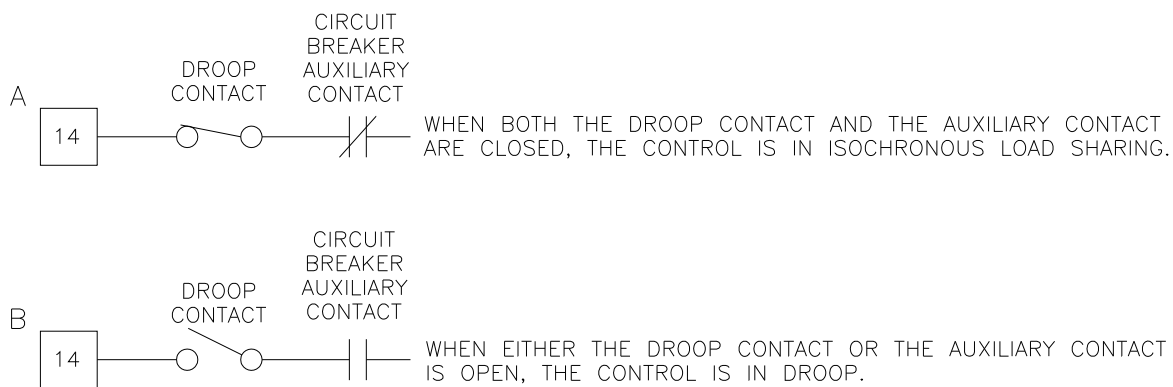 CIRCUIT
BREAKER
AUXILIARY
CONTACT
DROOP
CONTACT
A
14
WHEN BOTH THE DROOP CONTACT AND THE AUXILIARY CONTACT
ARE CLOSED, THE CONTROL IS IN ISOCHRONOUS LOAD SHARING.
CIRCUIT
BREAKER
AUXILIARY
CONTACT
DROOP
CONTACT
B
14
WHEN EITHER THE DROOP CONTACT OR THE AUXILIARY CONTACT
IS OPEN, THE CONTROL IS IN DROOP.